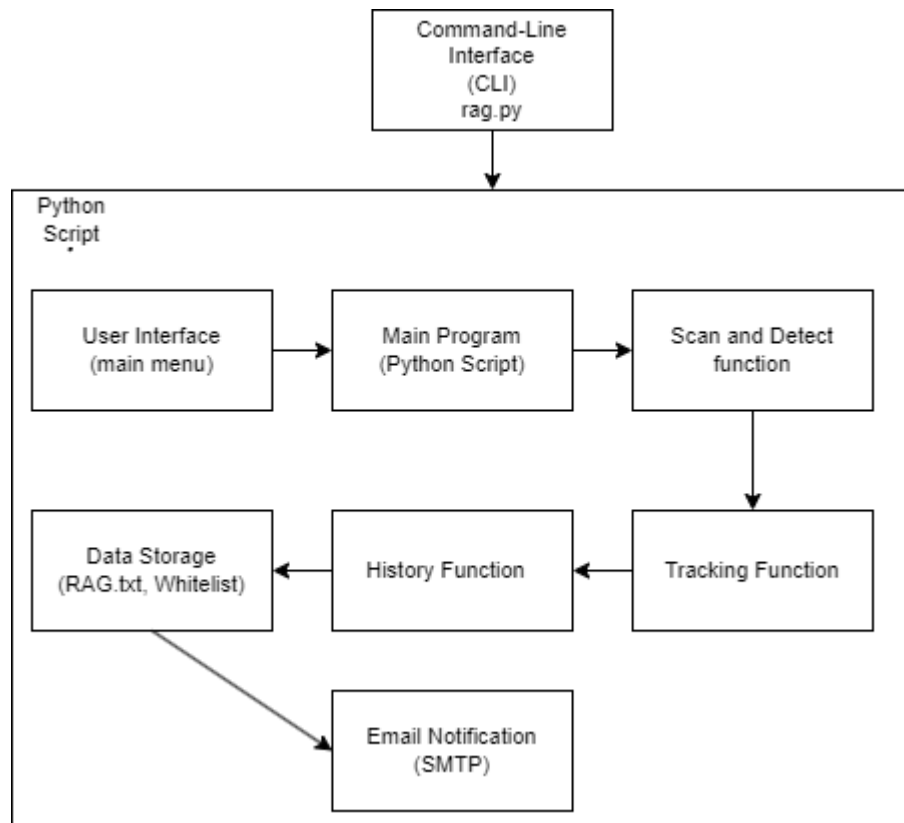 Command-Line
Interface
(CLI)
rag.py
Python
Script
User Interface
(main menu)
Main Program
(Python Script)
Scan and Detect
function
Data Storage
(RAG.txt, Whitelist)
History Function
Tracking Function
Email Notification
(SMTP)